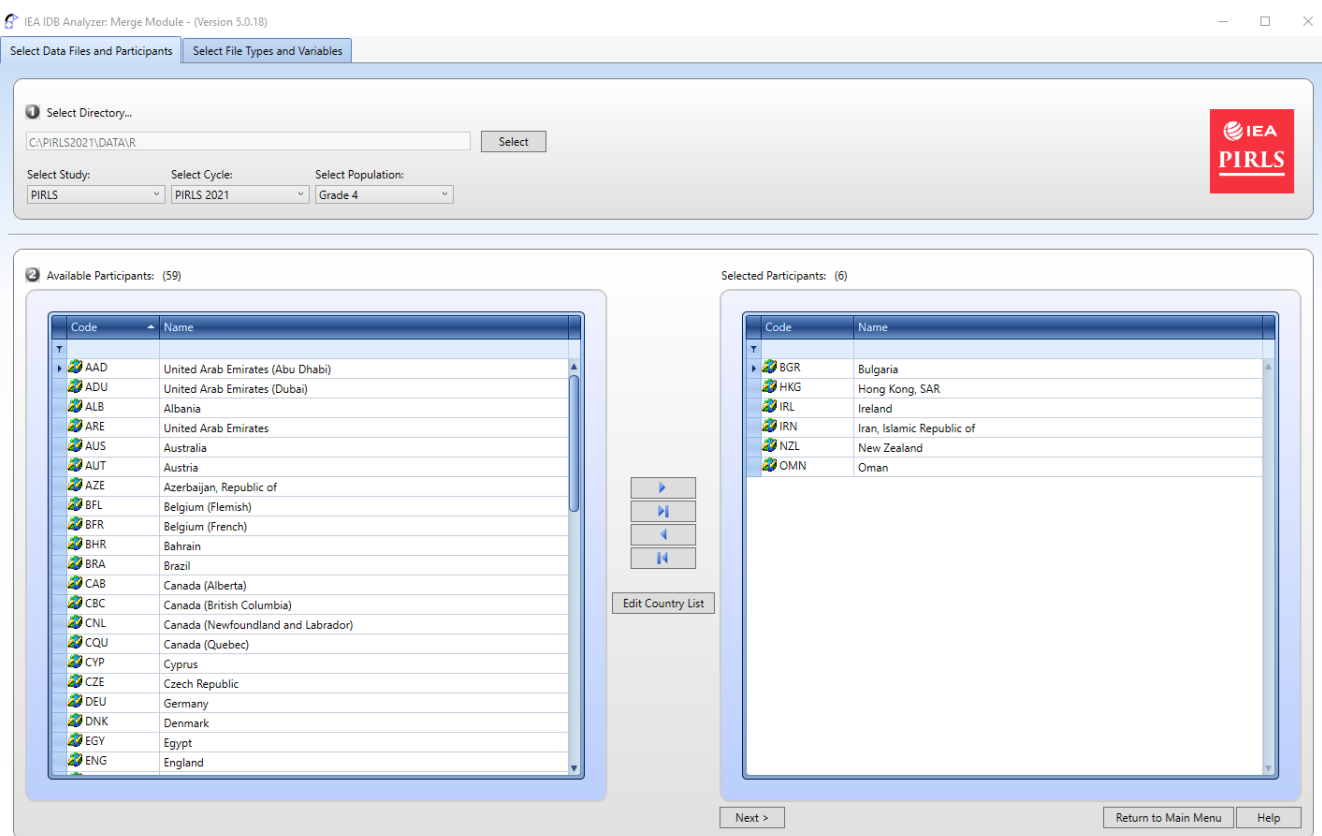 IEA IDB Analyzer: Merge Module - (Version 5.0.18)
Select Data Files and Participants
Select File Types and Variables
1 Select Directory...
C:\PIRLS2021\DATA\R
Select
IEA
PIRLS
Select Study:
Select Cycle:
Select Population:
PIRLS
PIRLS 2021
Grade 4
2 Available Participants: (59)
Code Name
AAD United Arab Emirates (Abu Dhabi)
ADU United Arab Emirates (Dubai)
ALB Albania
ARE United Arab Emirates
AUS Australia
AUT Austria
AZE Azerbaijan, Republic of
BFL Belgium (Flemish)
BFR Belgium (French)
BHR Bahrain
BRA Brazil
CAB Canada (Alberta)
CBC Canada (British Columbia)
CNL Canada (Newfoundland and Labrador)
CQU Canada (Quebec)
CYP Cyprus
CZE Czech Republic
DEU Germany
DNK Denmark
EGY Egypt
ENG England
Edit Country List
Selected Participants: (6)
Code Name
BGR Bulgaria
HKG Hong Kong, SAR
IRL Ireland
IRN Iran, Islamic Republic of
NZL New Zealand
OMN Oman
Next >
Return to Main Menu
Help